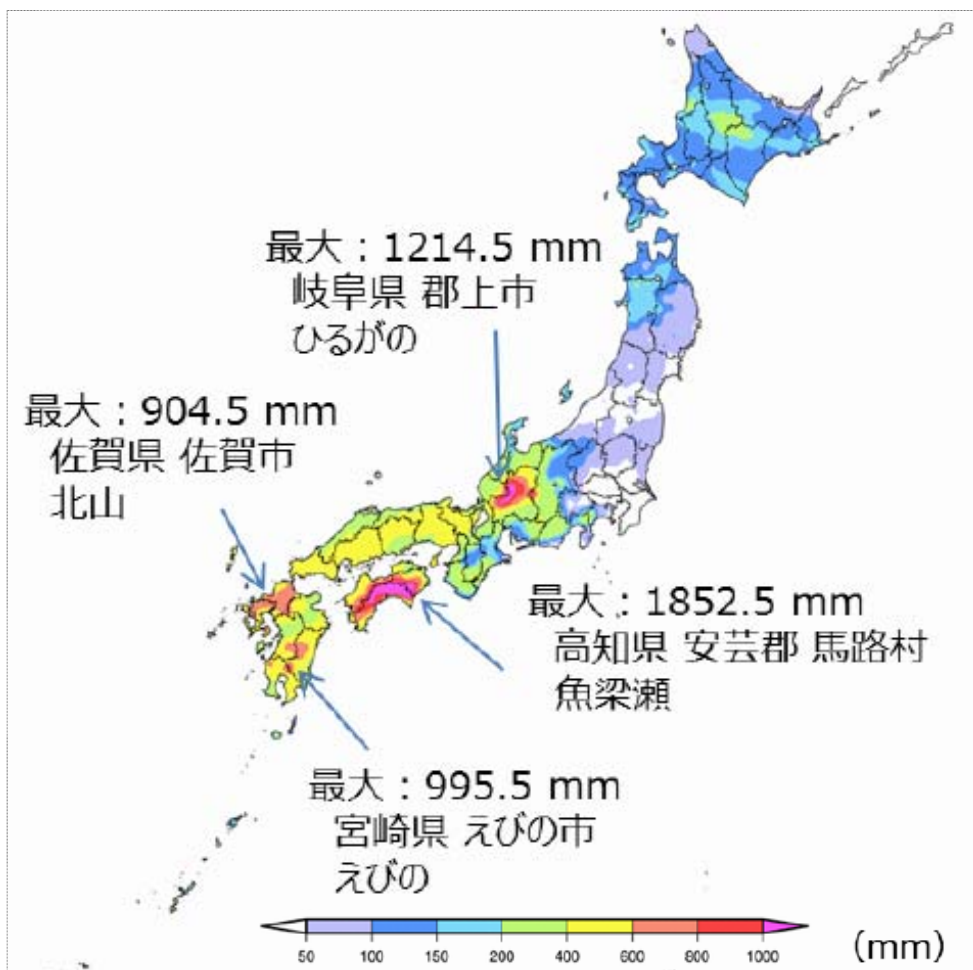 最大：1214.5 mm
岐阜県 郡上市
ひるがの
最大：904.5 mm
佐賀県 佐賀市
北山
最大：1852.5 mm
高知県 安芸郡 馬路村
魚梁瀬
最大：995.5 mm
宮崎県 えびの市
えびの
50 100 150 200 400 600 800 1000 (mm)